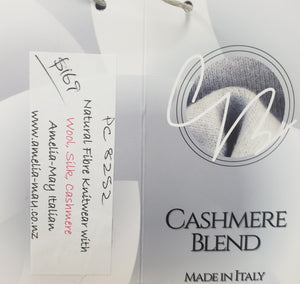 $169
PC 8252
Natural Fibre Knitwear with
Wool, Silk, Cashmere
Amelia-May Italian
www.amelia-may.co.nz
CASHMERE
BLEND
MADE IN ITALY